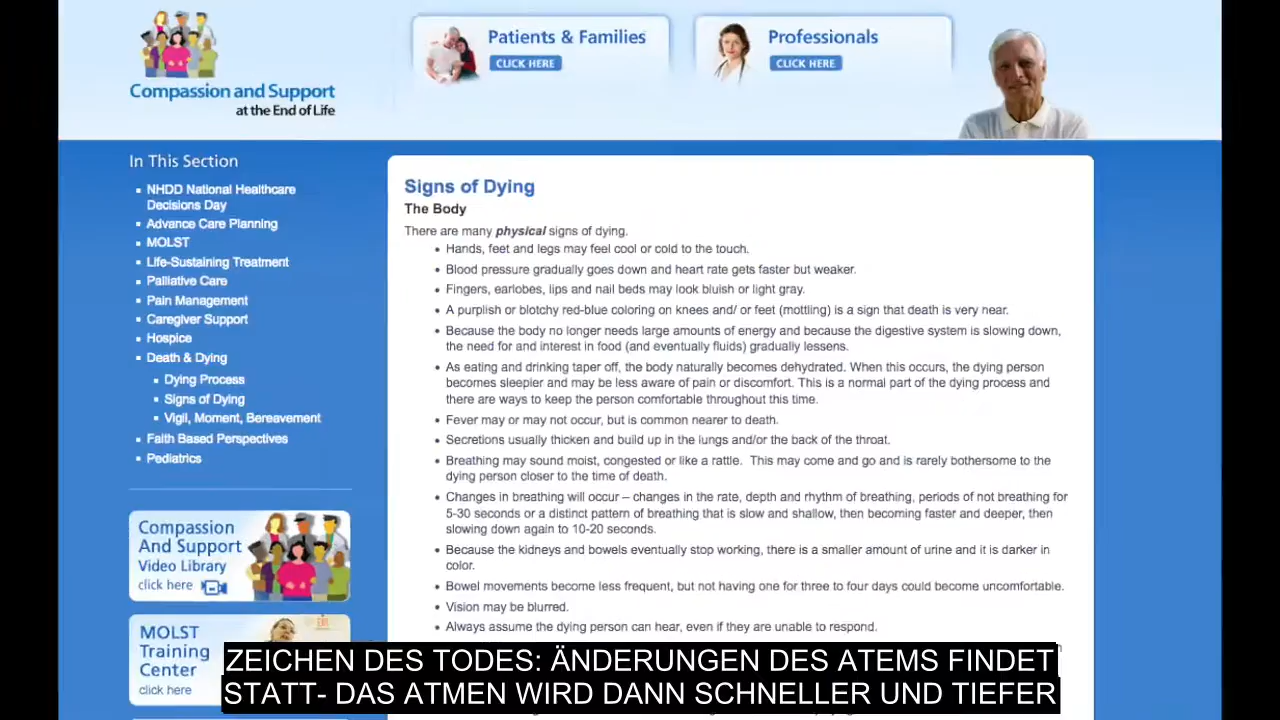 Compassion and Support
at the End of Life
Patients & Families
CLICK HERE
Professionals
CLICK HERE
In This Section
NHDD National Healthcare
Decisions Day
Advance Care Planning
MOLST
Life-Sustaining Treatment
Palliative Care
Pain Management
Caregiver Support
Hospice
Death & Dying
Dying Process
Signs of Dying
Vigil, Moment, Bereavement
Faith Based Perspectives
Pediatrics
Compassion
And Support
Video Library
click here
MOLST
Training
Center
click here
Signs of Dying
The Body
There are many physical signs of dying.
Hands, feet and legs may feel cool or cold to the touch.
Blood pressure gradually goes down and heart rate gets faster but weaker.
Fingers, earlobes, lips and nail beds may look bluish or light gray.
A purplish or blotchy red-blue coloring on knees and/ or feet (mottling) is a sign that death is very near.
Because the body no longer needs large amounts of energy and because the digestive system is slowing down,
the need for and interest in food (and eventually fluids) gradually lessens.
As eating and drinking taper off, the body naturally becomes dehydrated. When this occurs, the dying person
becomes sleepier and may be less aware of pain or discomfort. This is a normal part of the dying process and
there are ways to keep the person comfortable throughout this time.
Fever may or may not occur, but is common nearer to death.
Secretions usually thicken and build up in the lungs and/or the back of the throat.
Breathing may sound moist, congested or like a rattle. This may come and go and is rarely bothersome to the
dying person closer to the time of death.
Changes in breathing will occur – changes in the rate, depth and rhythm of breathing, periods of not breathing for
5-30 seconds or a distinct pattern of breathing that is slow and shallow, then becoming faster and deeper, then
slowing down again to 10-20 seconds.
Because the kidneys and bowels eventually stop working, there is a smaller amount of urine and it is darker in
color.
Bowel movements become less frequent, but not having one for three to four days could become uncomfortable.
Vision may be blurred.
Always assume the dying person can hear, even if they are unable to respond.
ZEICHEN DES TODES: ÄNDERUNGEN DES ATEMS FINDET
STATT- DAS ATMEN WIRD DANN SCHNELLER UND TIEFER